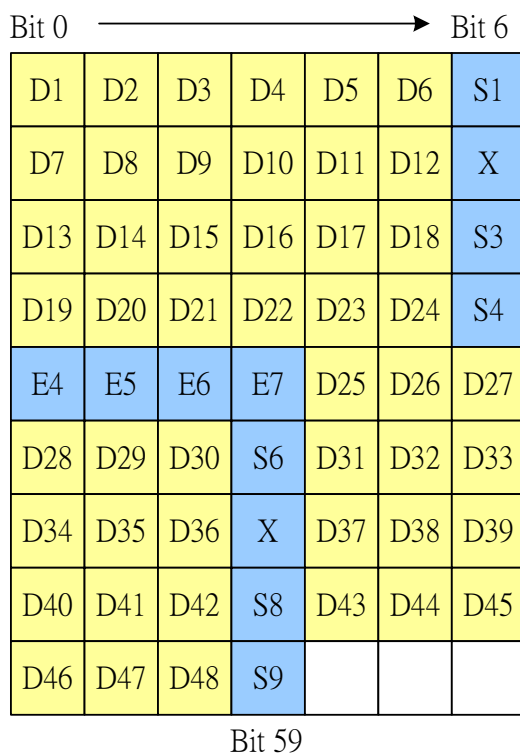 Bit 0 Bit 6
D1 D2 D3 D4 D5 D6 S1
D7 D8 D9 D10 D11 D12 X
D13 D14 D15 D16 D17 D18 S3
D19 D20 D21 D22 D23 D24 S4
E4 E5 E6 E7 D25 D26 D27
D28 D29 D30 S6 D31 D32 D33
D34 D35 D36 X D37 D38 D39
D40 D41 D42 S8 D43 D44 D45
D46 D47 D48 S9
Bit 59